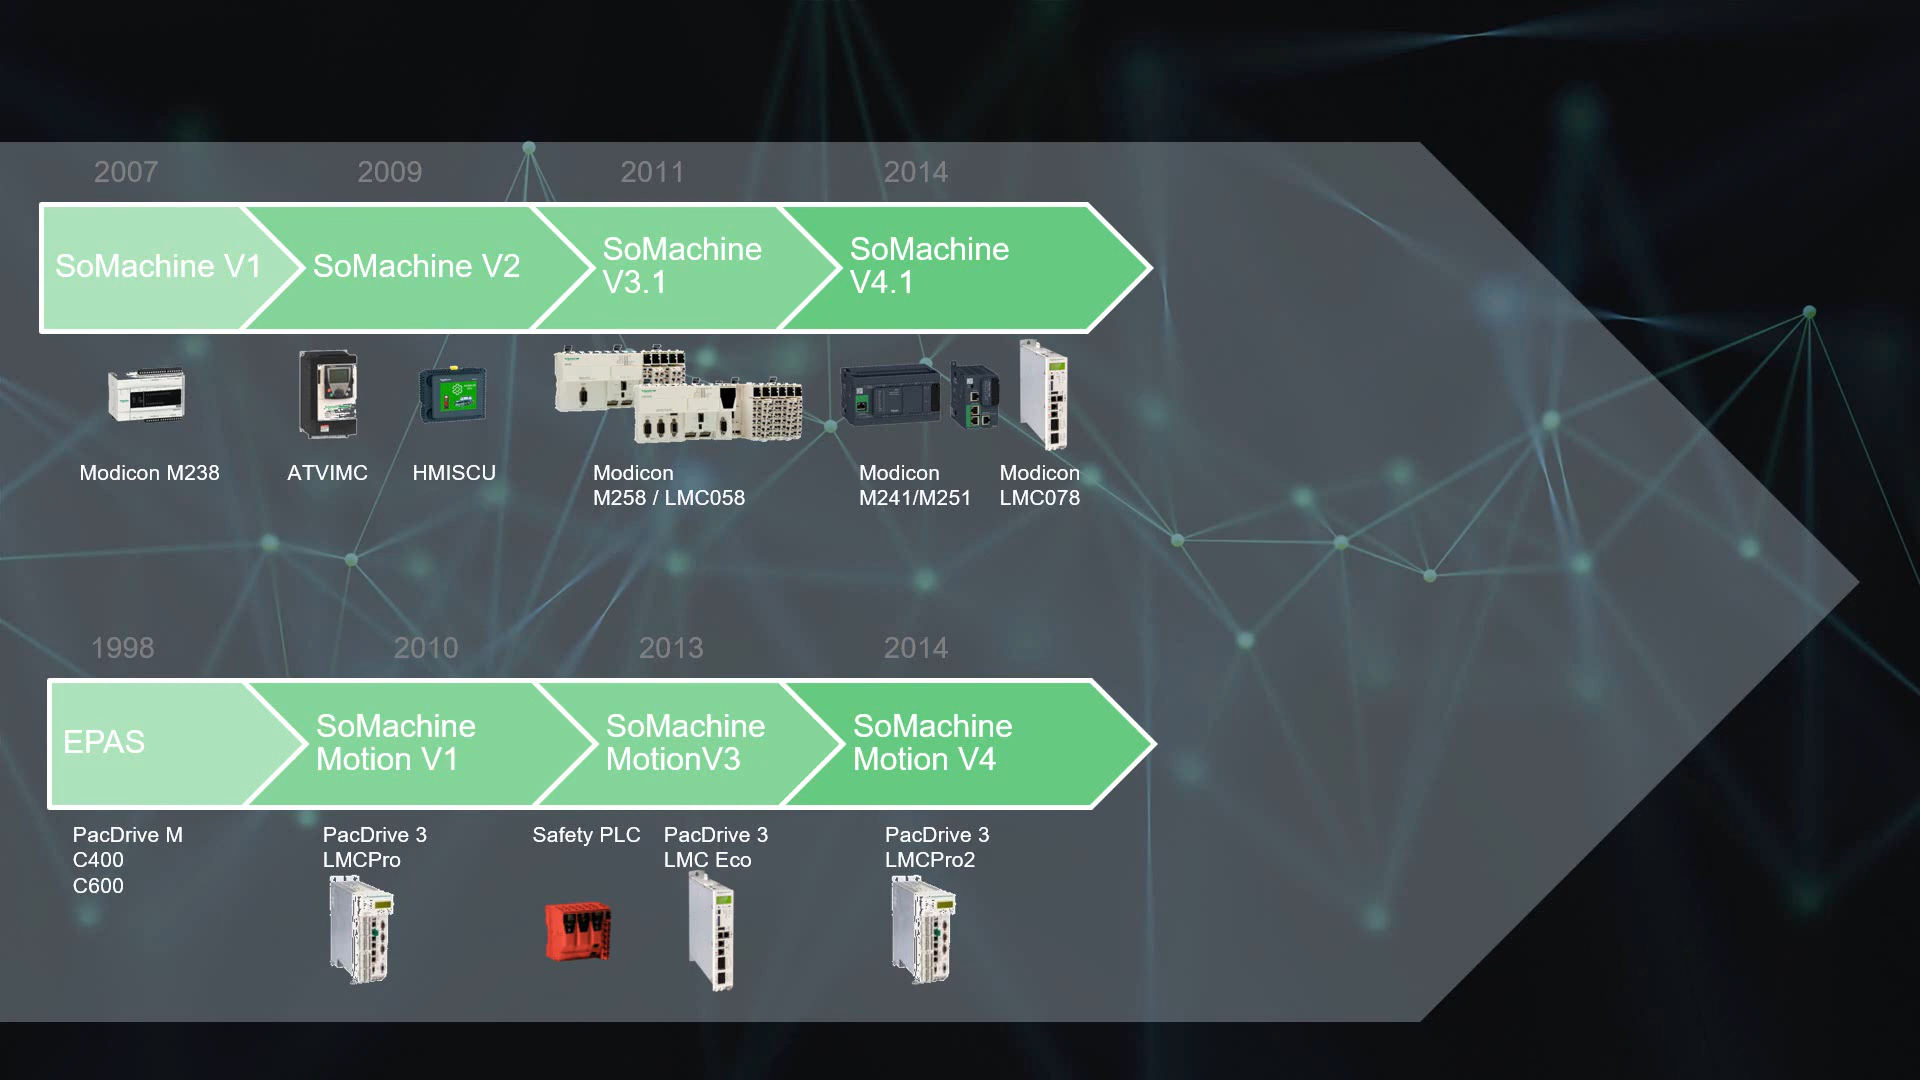 2007
2009
2011
2014
SoMachine V1
SoMachine V2
SoMachine
V3.1
SoMachine
V4.1
Modicon M238
ATVIMC
HMISCU
Modicon
M258 / LMC058
Modicon
M241/M251
Modicon
LMC078
1998
2010
2013
2014
EPAS
SoMachine
Motion V1
SoMachine
MotionV3
SoMachine
Motion V4
PacDrive M
C400
C600
PacDrive 3
LMCPro
Safety PLC
PacDrive 3
LMC Eco
PacDrive 3
LMCPro2